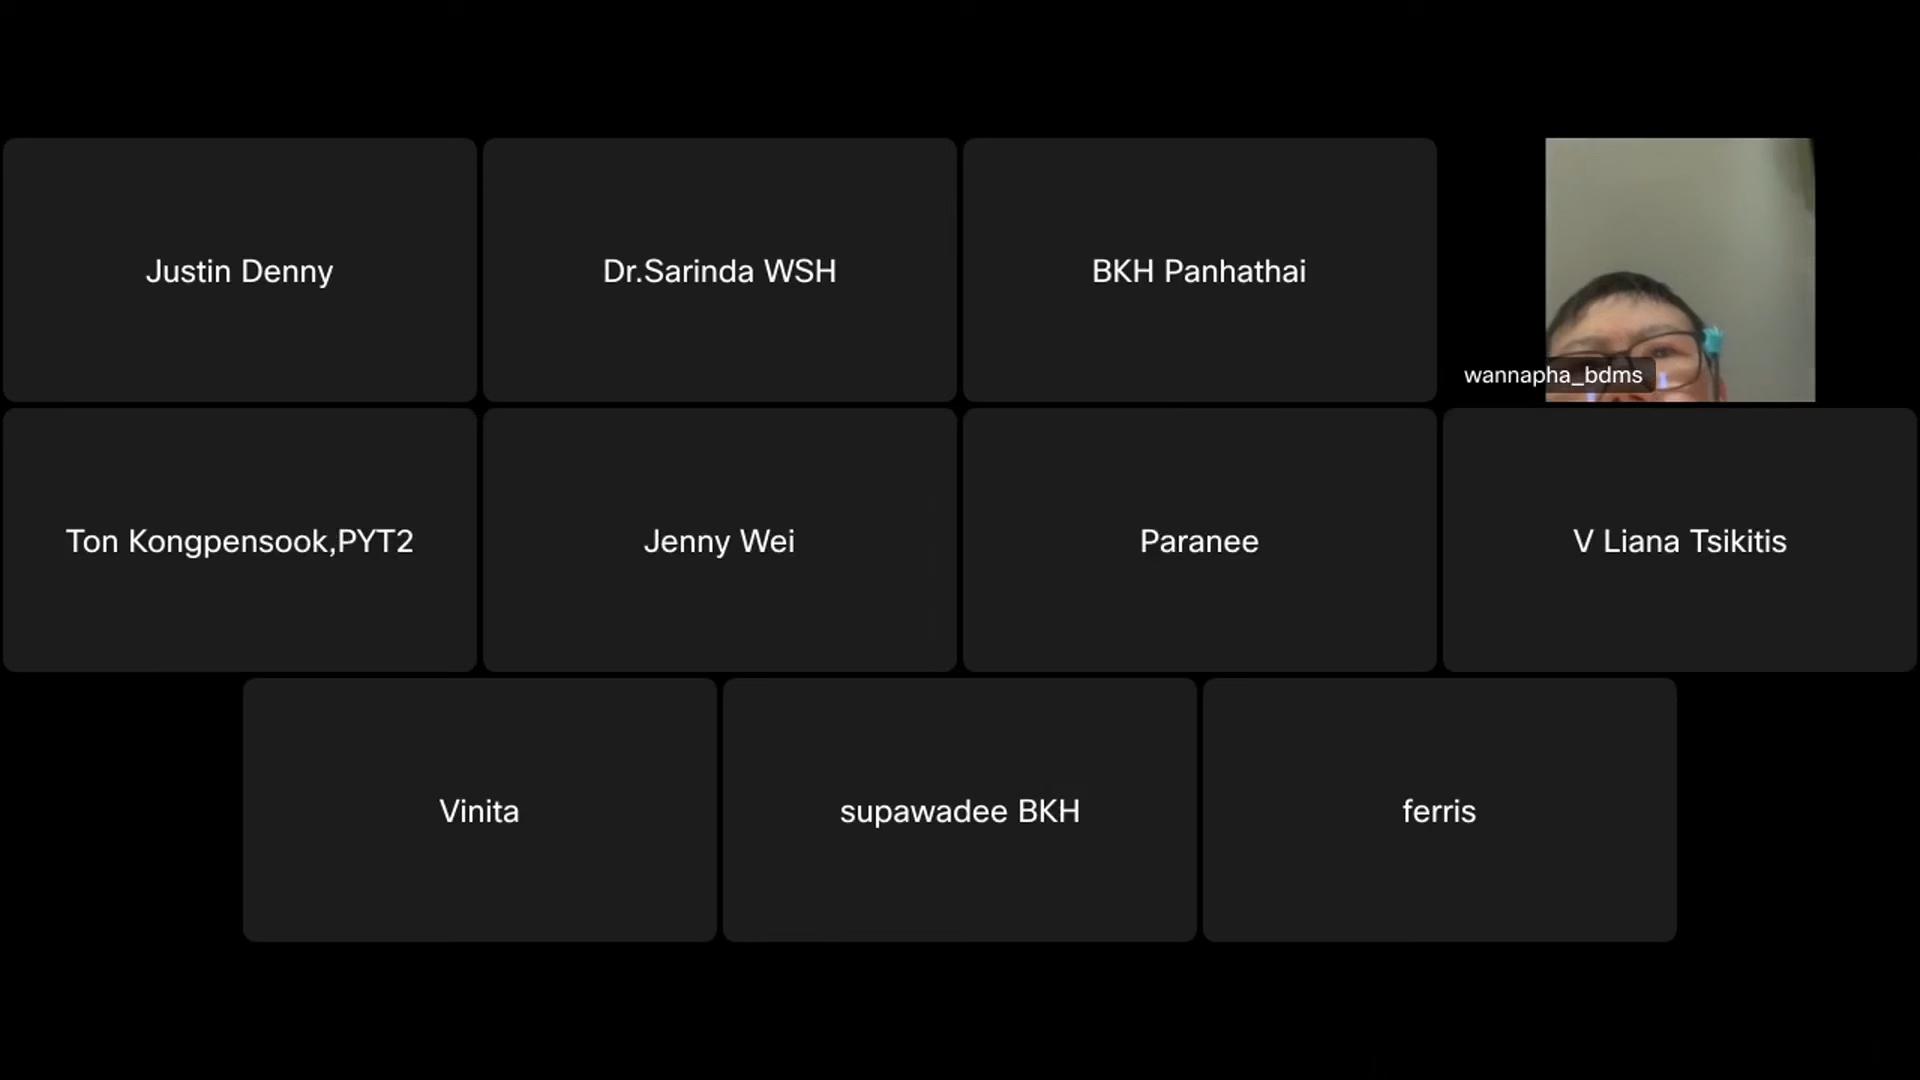 Justin Denny
Dr.Sarinda WSH
BKH Panhathai
wannapha_bdms
Ton Kongpensook,PYT2
Jenny Wei
Paranee
V Liana Tsikitis
Vinita
supawadee BKH
ferris